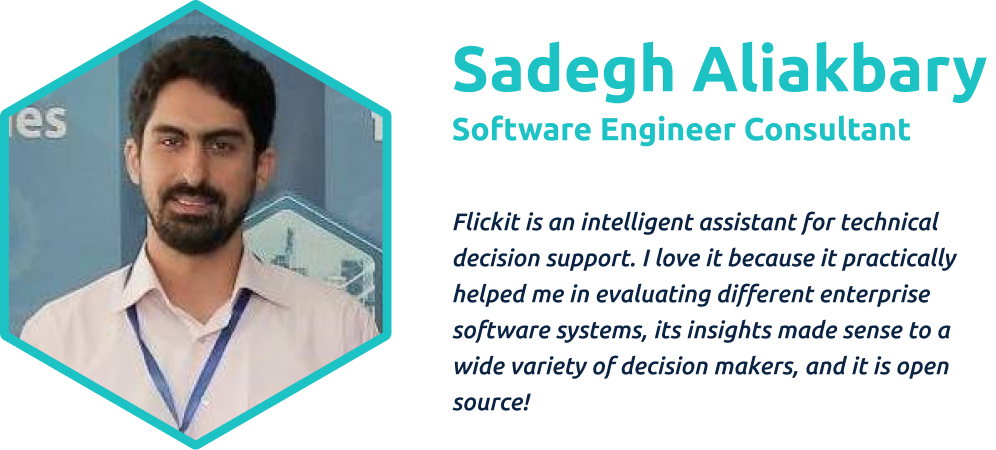 Sadegh Aliakbary
Software Engineer Consultant
Flickit is an intelligent assistant for technical
decision support. I love it because it practically
helped me in evaluating different enterprise
software systems, its insights made sense to a
wide variety of decision makers, and it is open
source!